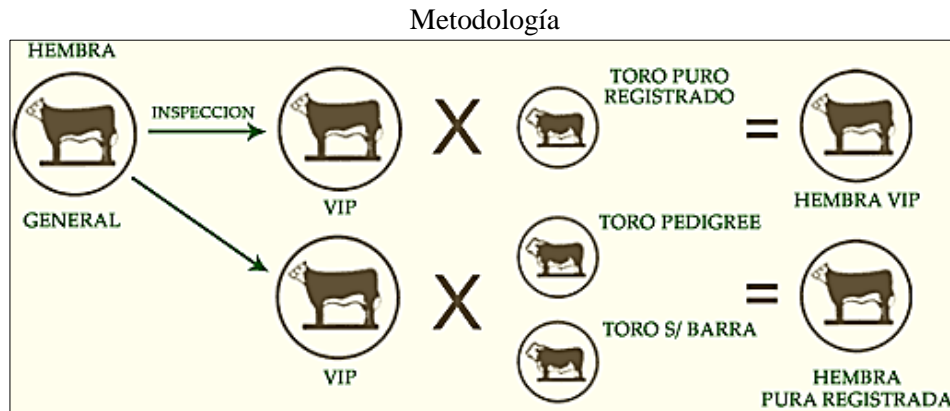 Metodología
HEMBRA
GENERAL
INSPECCION
VIP
X
TORO PURO
REGISTRADO
=
HEMBRA VIP
VIP
X
TORO PEDIGREE
TORO S/ BARRA
=
HEMBRA
PURA REGISTRADA